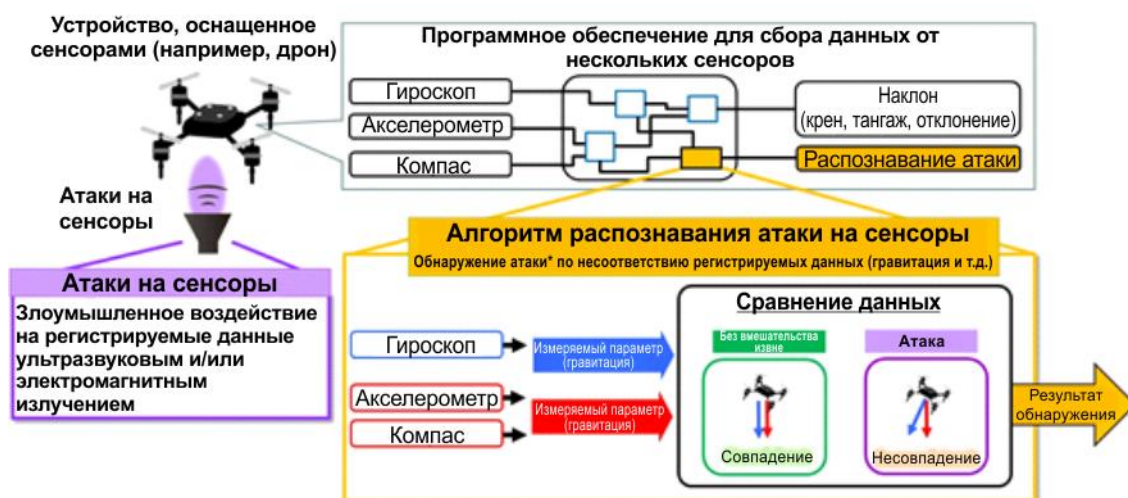 Устройство, оснащенное
сенсорами (например, дрон)
Программное обеспечение для сбора данных от
нескольких сенсоров
Гироскоп
Акселерометр
Компас
Наклон
(крен, тангаж, отклонение)
Распознавание атаки
Атаки на
сенсоры
Атаки на сенсоры
Злоумышленное воздействие
на регистрируемые данные
ультразвуковым и/или
электромагнитным
излучением
Алгоритм распознавания атаки на сенсоры
Обнаружение атаки* по несоответствию регистрируемых данных (гравитация и т.д.)
Гироскоп
Акселерометр
Компас
Измеряемый параметр
(гравитация)
Измеряемый параметр
(гравитация)
Сравнение данных
Без вмешательства
извне
Совпадение
Атака
Несовпадение
Результат
обнаружения